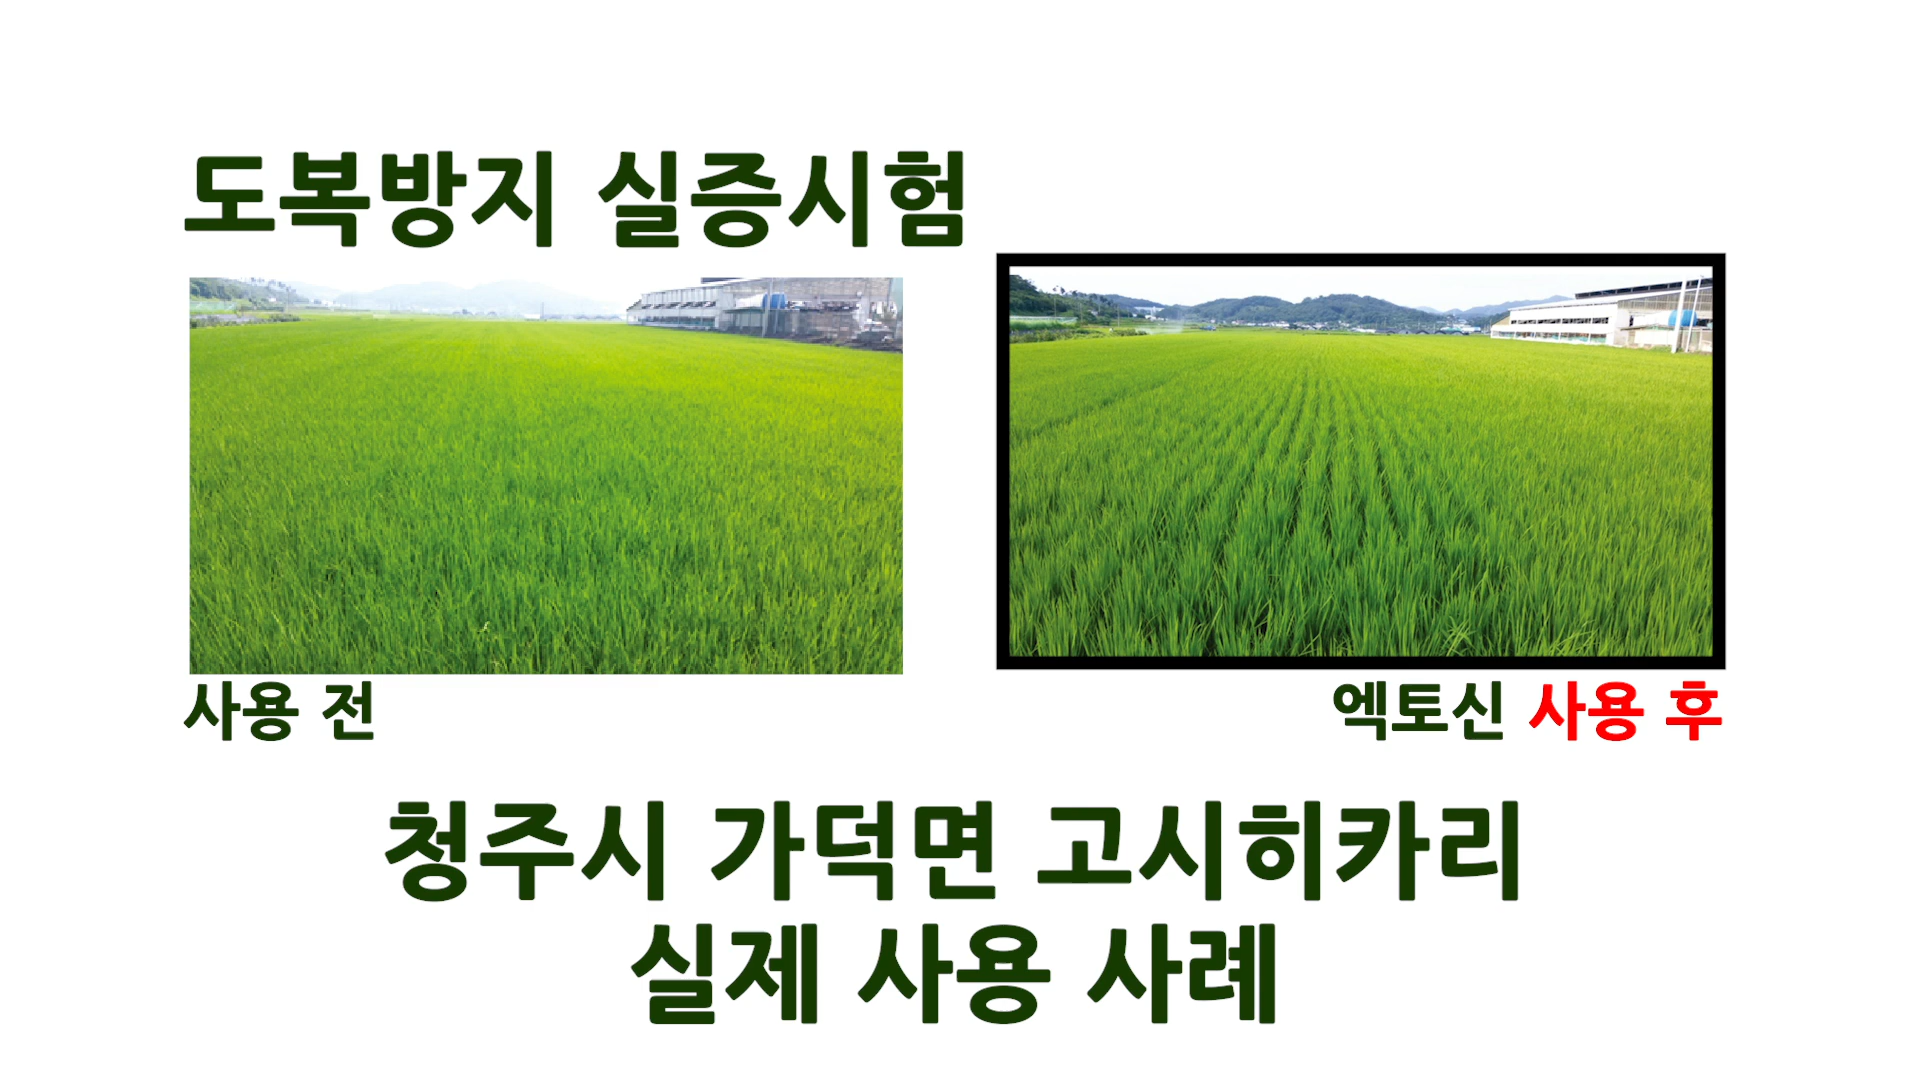 도복방지 실증시험
사용 전
엑토신 사용 후
청주시 가덕면 고시히카리
실제 사용 사례